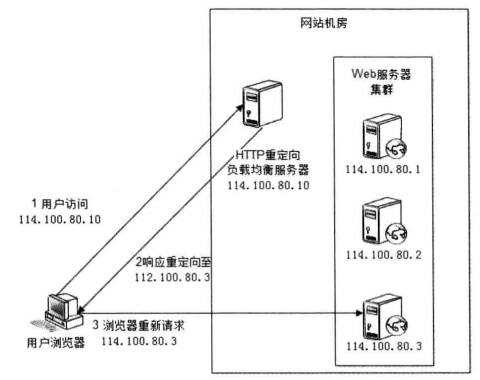 网站机房
Web服务器
集群
114.100.80.1
114.100.80.2
114.100.80.3
HTTP重定向
负载均衡服务器
114.100.80.10
1 用户访问
114.100.80.10
2响应重定向至
112.100.80.3
3 浏览器重新请求
114.100.80.3
用户浏览器